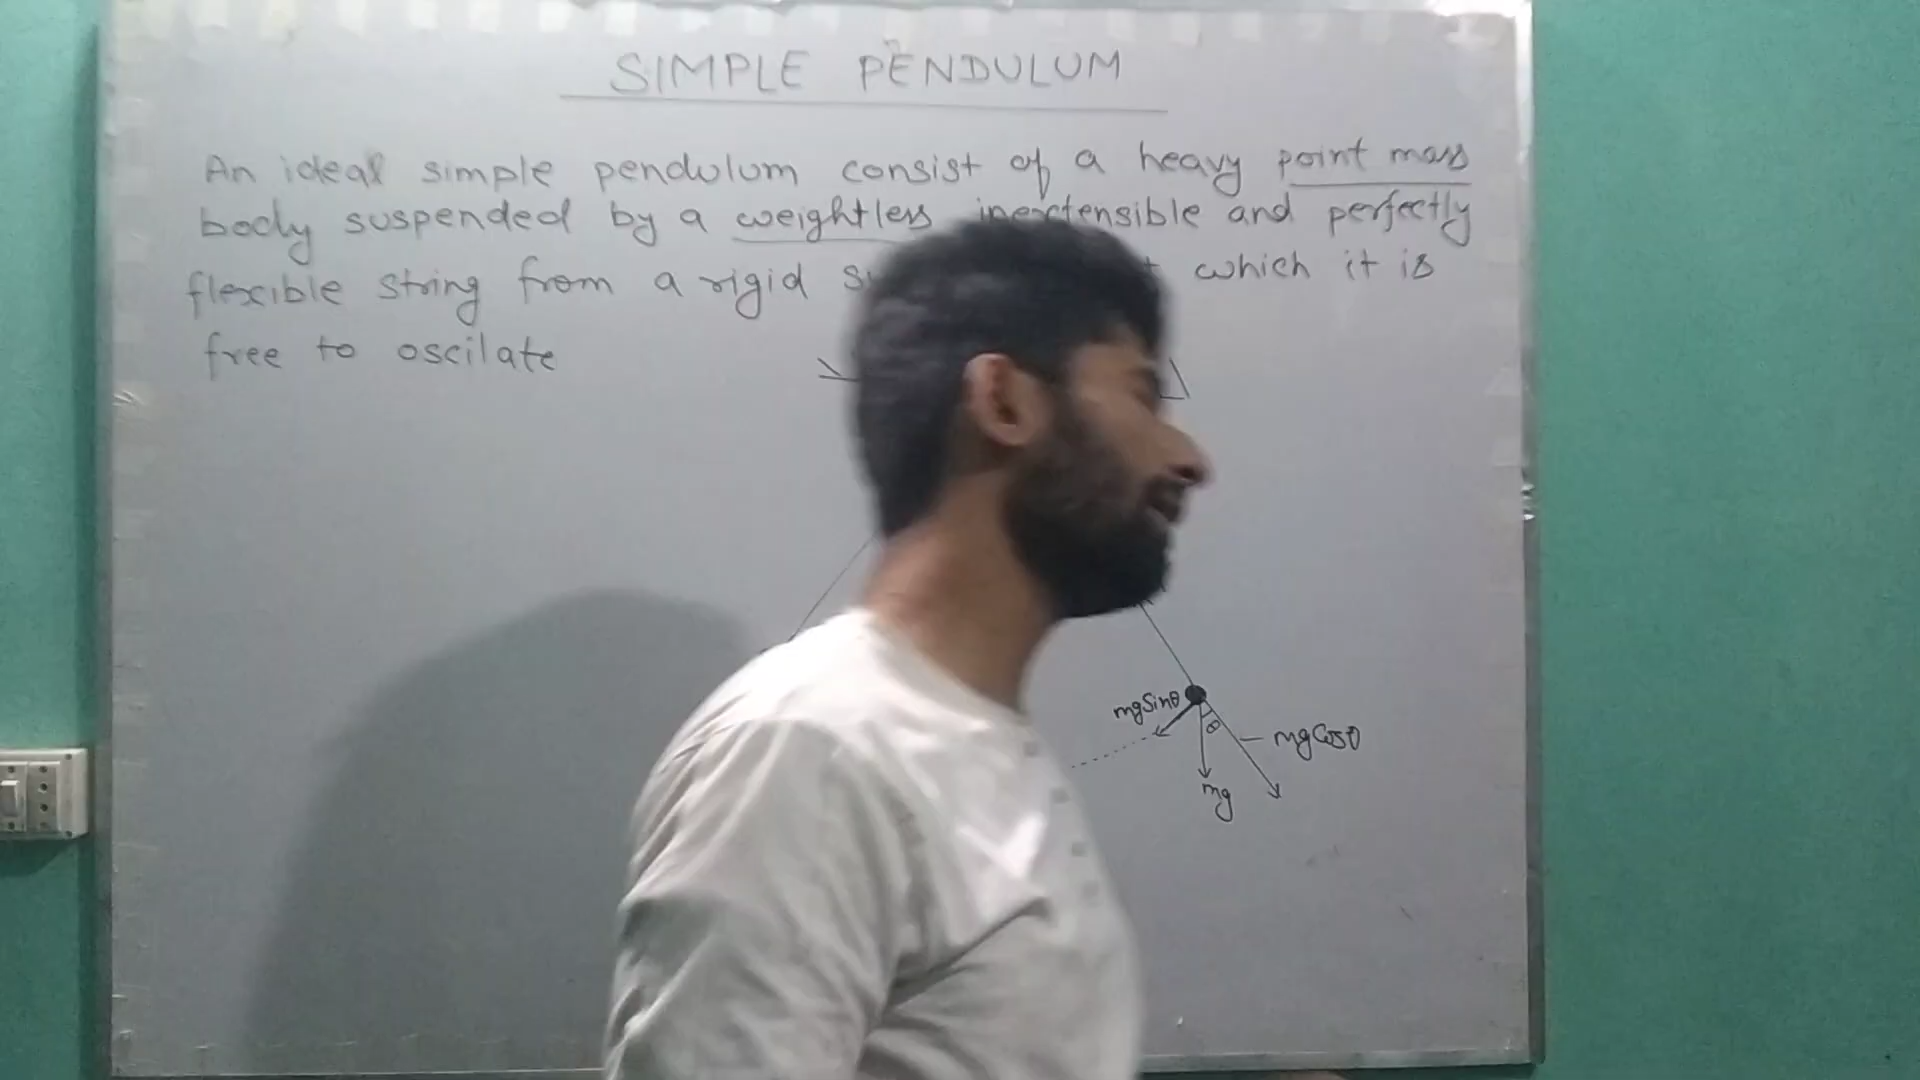 SIMPLE PENDULUM
An ideal simple pendulum consist of a heavy point mass
body suspended by a weightless inextensible and perfectly
flexible string from a rigid which it is
free to oscilate
mgSinθ
θ
mgCosθ
mg